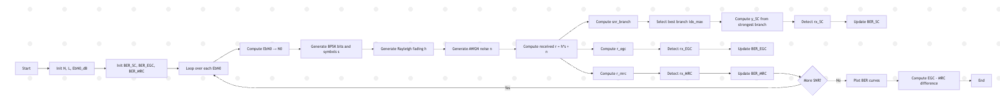 Start
Init N, L, EbN0_dB
Init BER_SC, BER_EGC,
BER_MRC
Loop over each EbN0
Compute EbN0 → N0
Generate BPSK bits and
symbols s
Generate Rayleigh fading h
Generate AWGN noise n
Compute received r = h*s +
n
Compute snr_branch
Select best branch idx_max
Compute y_SC from
strongest branch
Detect rx_SC
Update BER_SC
Compute r_egc
Detect rx_EGC
Update BER_EGC
Compute r_mrc
Detect rx_MRC
Update BER_MRC
More SNR?
Yes
No
Plot BER curves
Compute EGC - MRC
difference
End